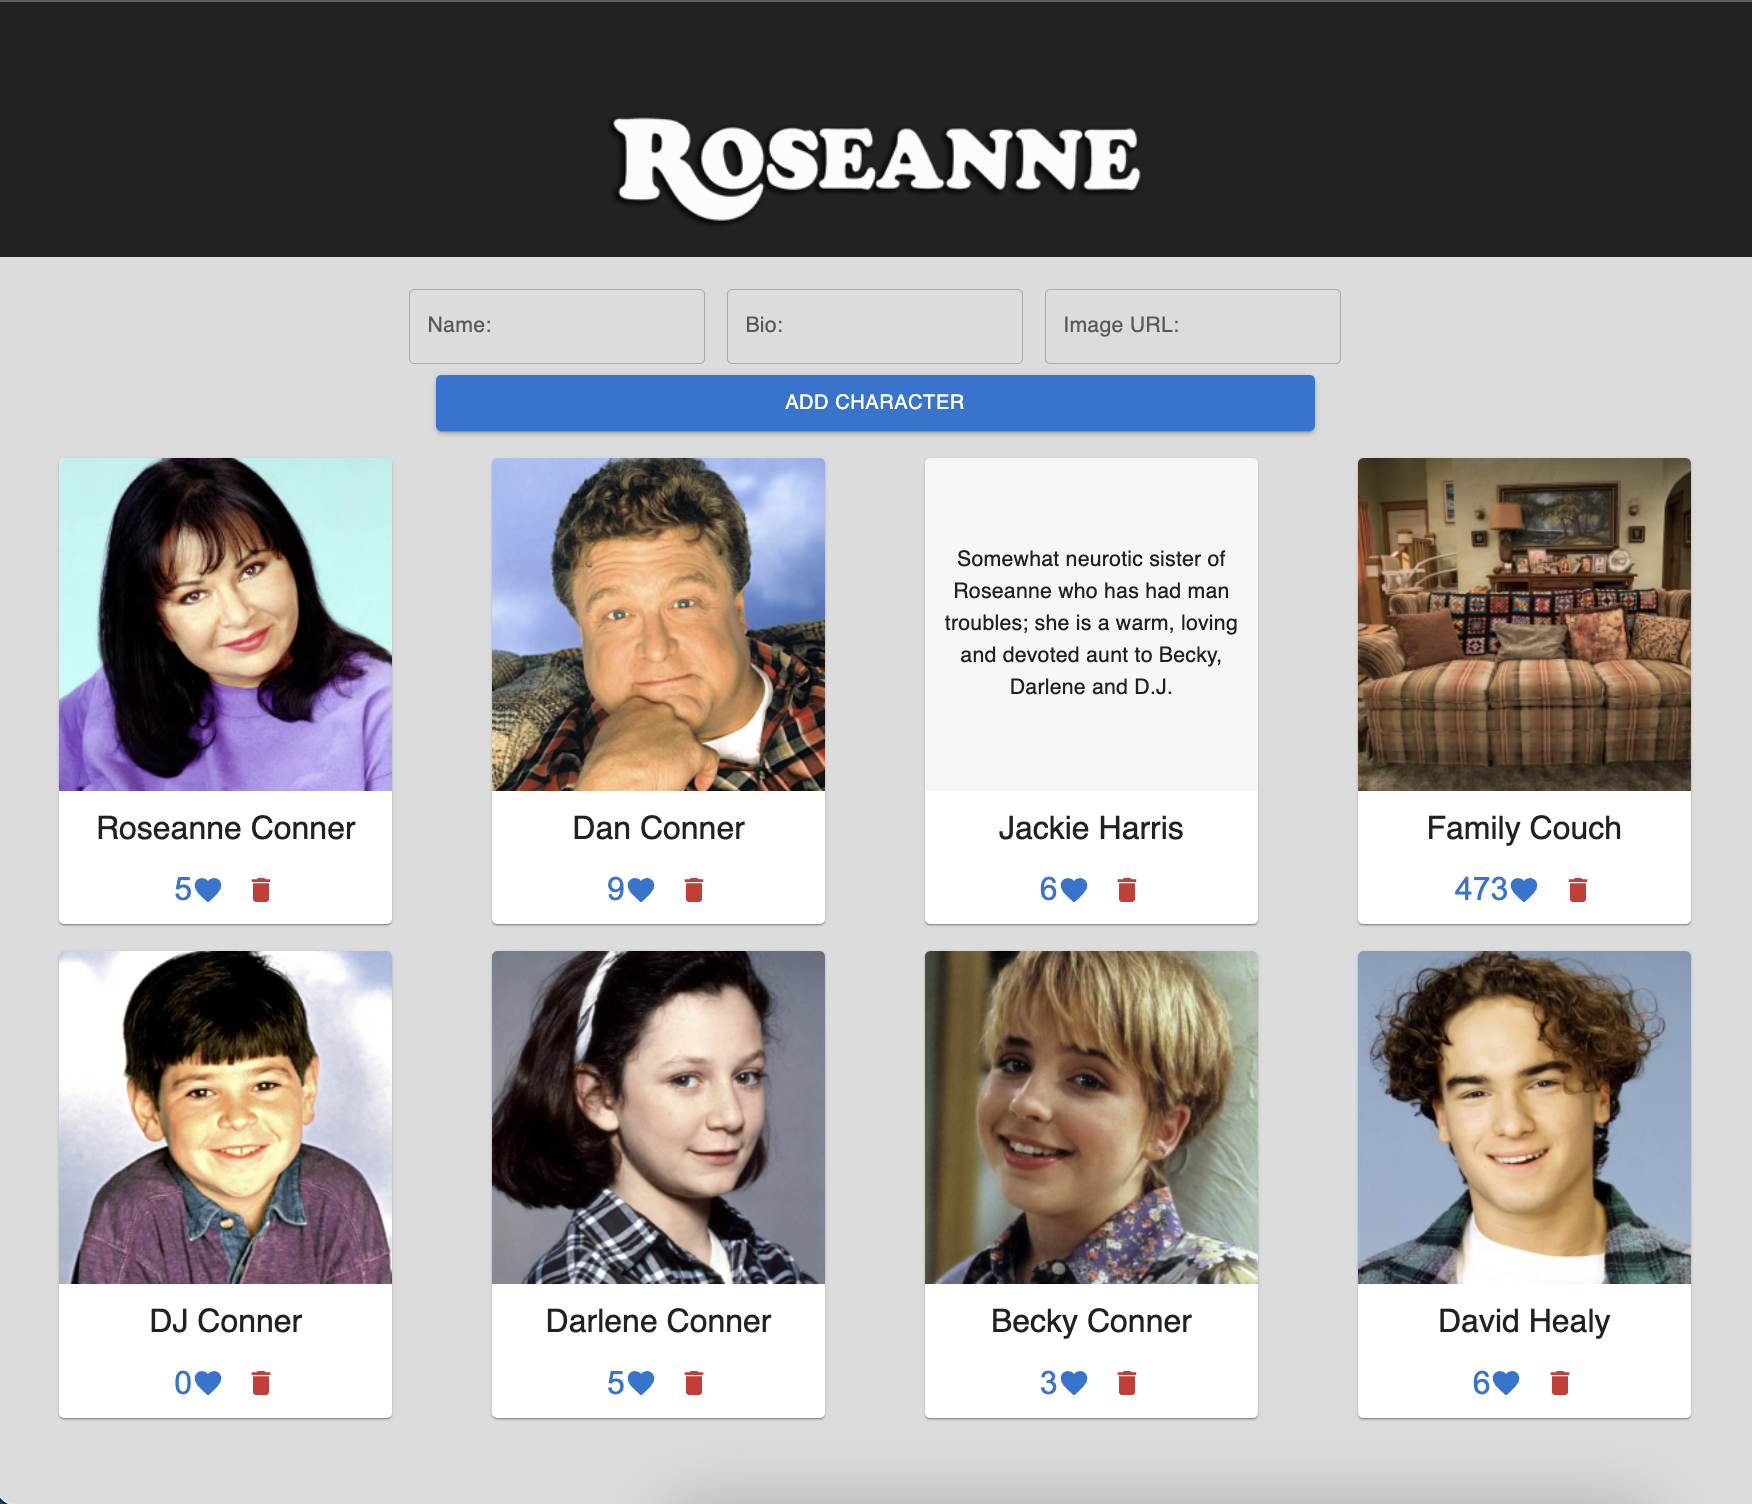 ROSEANNE
Name:
Bio:
Image URL:
ADD CHARACTER
Somewhat neurotic sister of
Roseanne who has had man
troubles; she is a warm, loving
and devoted aunt to Becky,
Darlene and D.J.
Roseanne Conner
Dan Conner
Jackie Harris
Family Couch
5
9
6
473
DJ Conner
Darlene Conner
Becky Conner
David Healy
0
5
3
6